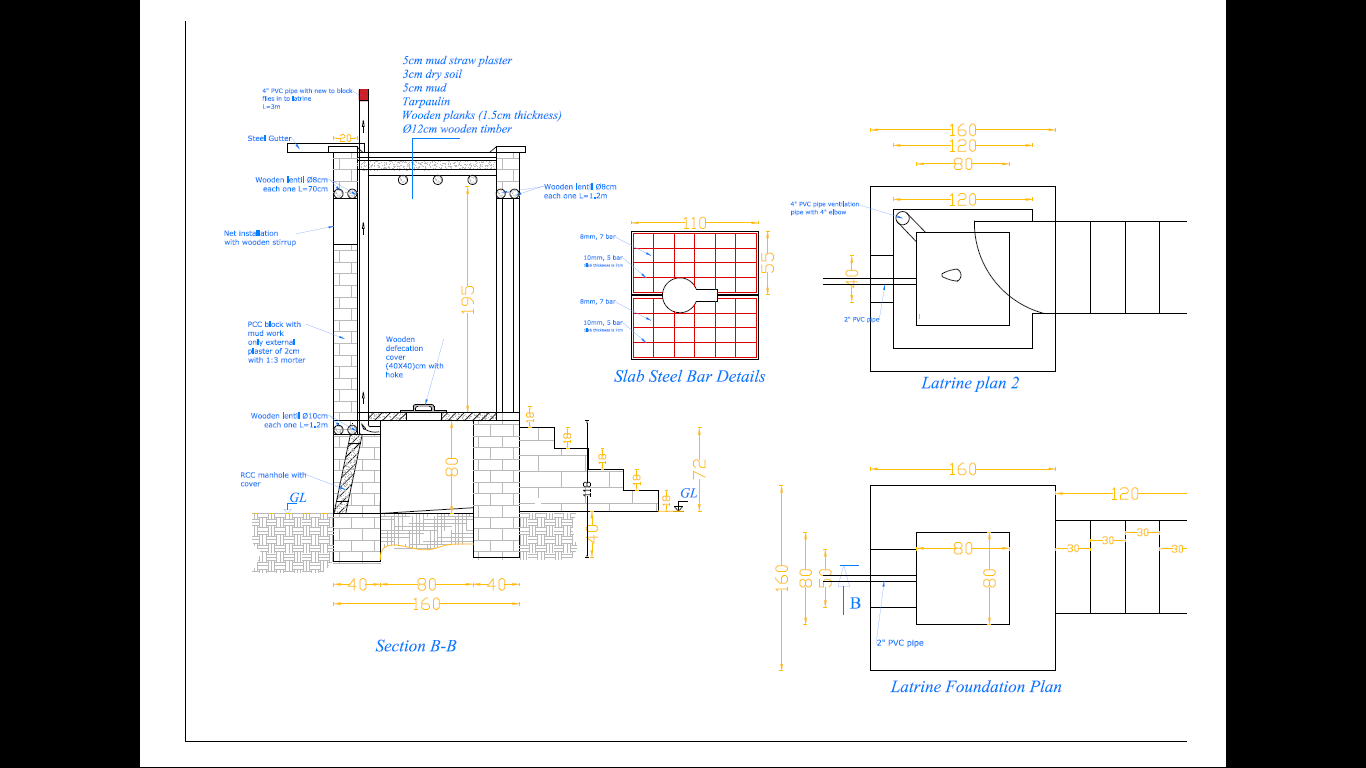 5cm mud straw plaster
3cm dry soil
5cm mud
Tarpaulin
Wooden planks (1.5cm thickness)
Ø12cm wooden timber
4" PVC pipe with new to block
flies in to latrine
L=3m
Steel Gutter
20
Wooden lentil Ø8cm
each one L=70cm
Wooden lentil Ø8cm
each one L=1.2m
Net installation
with wooden stirrup
195
PCC block with
mud work
only external
plaster of 2cm
with 1:3 morter
Wooden
defecation
cover
(40X40)cm with
hoke
Wooden lentil Ø10cm
each one L=1.2m
RCC manhole with
cover
GL
80
18
18
18
18
18
118
72
GL
40
40
80
40
160
Section B-B
110
55
8mm, 7 bar
10mm, 5 bar
8mm, 7 bar
10mm, 5 bar
Slab Steel Bar Details
160
120
80
120
4" PVC pipe ventilation
pipe with 4" elbow
40
2" PVC pipe
Latrine plan 2
160
120
30
30
30
30
80
80
160
80
50
B
2" PVC pipe
Latrine Foundation Plan